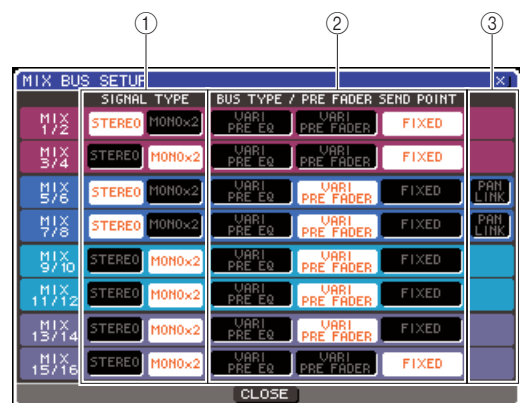 ① ② ③
MIX BUS SETUP X
SIGNAL TYPE BUS TYPE / PRE FADER SEND POINT
MIX 1/2 STEREO MONO×2 VARI PRE EQ VARI PRE FADER FIXED
MIX 3/4 STEREO MONO×2 VARI PRE EQ VARI PRE FADER FIXED
MIX 5/6 STEREO MONO×2 VARI PRE EQ VARI PRE FADER FIXED PAN LINK
MIX 7/8 STEREO MONO×2 VARI PRE EQ VARI PRE FADER FIXED PAN LINK
MIX 9/10 STEREO MONO×2 VARI PRE EQ VARI PRE FADER FIXED
MIX 11/12 STEREO MONO×2 VARI PRE EQ VARI PRE FADER FIXED
MIX 13/14 STEREO MONO×2 VARI PRE EQ VARI PRE FADER FIXED
MIX 15/16 STEREO MONO×2 VARI PRE EQ VARI PRE FADER FIXED
CLOSE